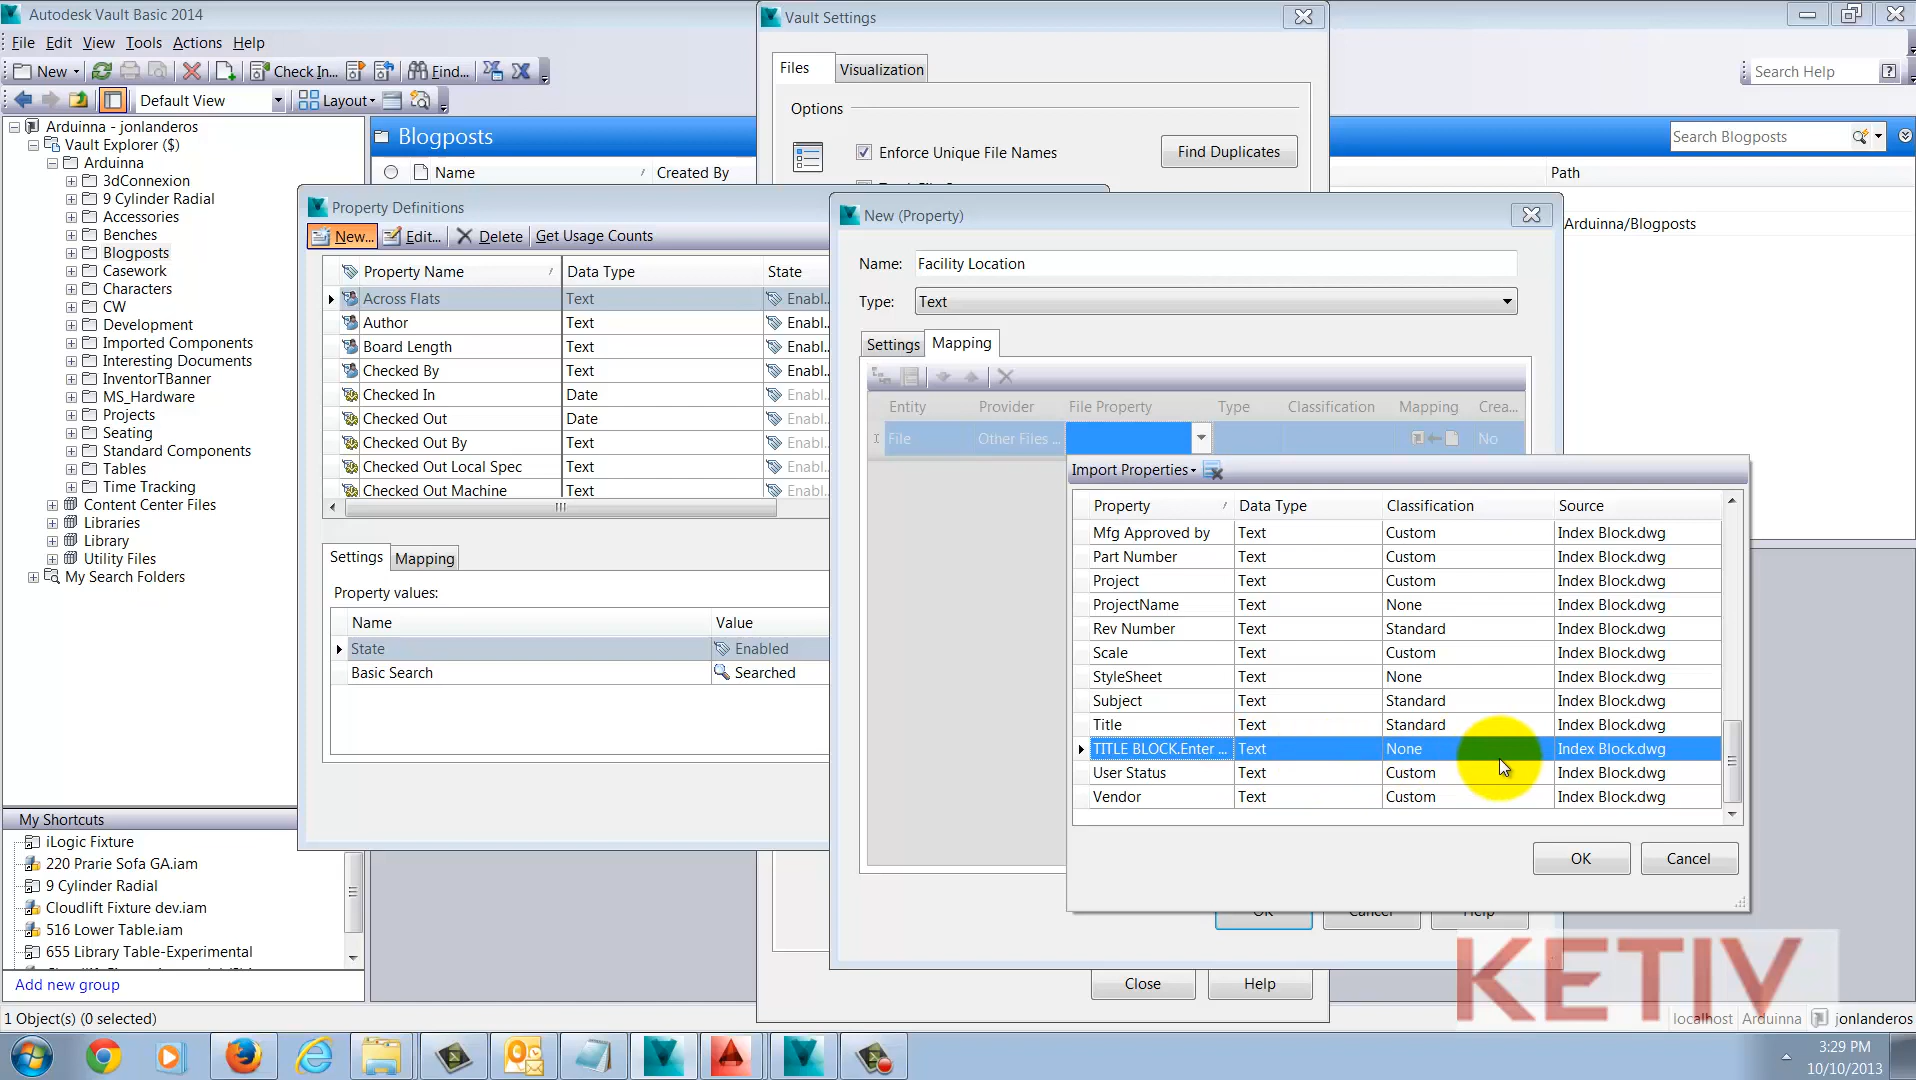 Autodesk Vault Basic 2014
File Edit View Tools Actions Help
New Check In... Find...
Search Help
Default View Layout
Arduinna - jonlanderos
Vault Explorer ($)
Arduinna
3dConnexion
9 Cylinder Radial
Accessories
Benches
Blogposts
Casework
Characters
CW
Development
Imported Components
Interesting Documents
InventorTBanner
MS_Hardware
Projects
Seating
Standard Components
Tables
Time Tracking
Content Center Files
Libraries
Library
Utility Files
My Search Folders
My Shortcuts
iLogic Fixture
220 Prarie Sofa GA.iam
9 Cylinder Radial
Cloudlift Fixture dev.iam
516 Lower Table.iam
655 Library Table-Experimental
Add new group
1 Object(s) (0 selected)
Blogposts
Name Created By
Search Blogposts
Path
Arduinna/Blogposts
Vault Settings
Files Visualization
Options
Enforce Unique File Names Find Duplicates
Close Help
Property Definitions
New... Edit... Delete Get Usage Counts
Property Name Data Type State
Across Flats Text Enabl..
Author Text Enabl..
Board Length Text Enabl..
Checked By Text Enabl..
Checked In Date Enabl..
Checked Out Date Enabl..
Checked Out By Text Enabl..
Checked Out Local Spec Text Enabl..
Checked Out Machine Text Enabl..
Settings Mapping
Property values:
Name Value
State Enabled
Basic Search Searched
New (Property)
Name: Facility Location
Type: Text
Settings Mapping
Entity Provider File Property Type Classification Mapping Crea...
File Other Files ... No
Import Properties
Property Data Type Classification Source
Mfg Approved by Text Custom Index Block.dwg
Part Number Text Custom Index Block.dwg
Project Text Custom Index Block.dwg
ProjectName Text None Index Block.dwg
Rev Number Text Standard Index Block.dwg
Scale Text Custom Index Block.dwg
StyleSheet Text None Index Block.dwg
Subject Text Standard Index Block.dwg
Title Text Standard Index Block.dwg
TITLE BLOCK.Enter ... Text None Index Block.dwg
User Status Text Custom Index Block.dwg
Vendor Text Custom Index Block.dwg
OK Cancel
OK Cancel Help
KETIV
localhost Arduinna jonlanderos
3:29 PM
10/10/2013